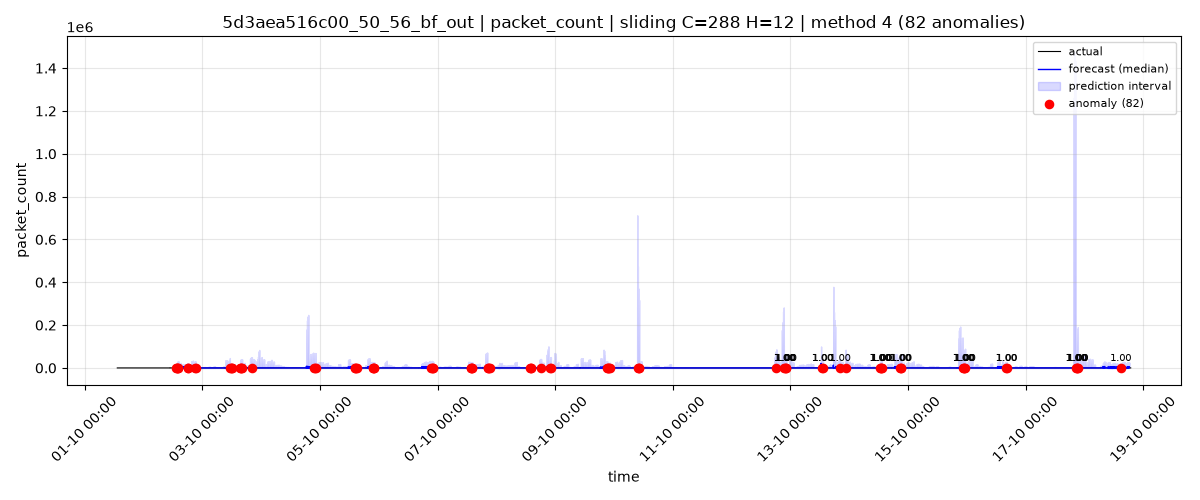 5d3aea516c00_50_56_bf_out | packet_count | sliding C=288 H=12 | method 4 (82 anomalies)
1e6
actual
forecast (median)
prediction interval
anomaly (82)
1.4
1.2
1.0
0.8
0.6
0.4
0.2
0.0
packet_count
1.00 1.00 1.00 1.00 1.00 1.00 1.00 1.00 1.00
01-10 00:00
03-10 00:00
05-10 00:00
07-10 00:00
09-10 00:00
11-10 00:00
13-10 00:00
15-10 00:00
17-10 00:00
19-10 00:00
time